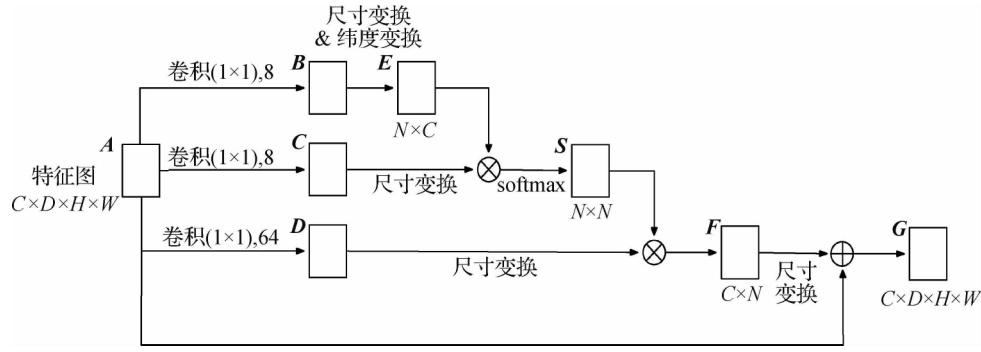 尺寸变换
& 纬度变换
B
E
卷积(1×1),8
N×C
A
特征图
C×D×H×W
卷积(1×1),8
C
尺寸变换
softmax
S
N×N
卷积(1×1),64
D
尺寸变换
F
C×N
尺寸
变换
G
C×D×H×W